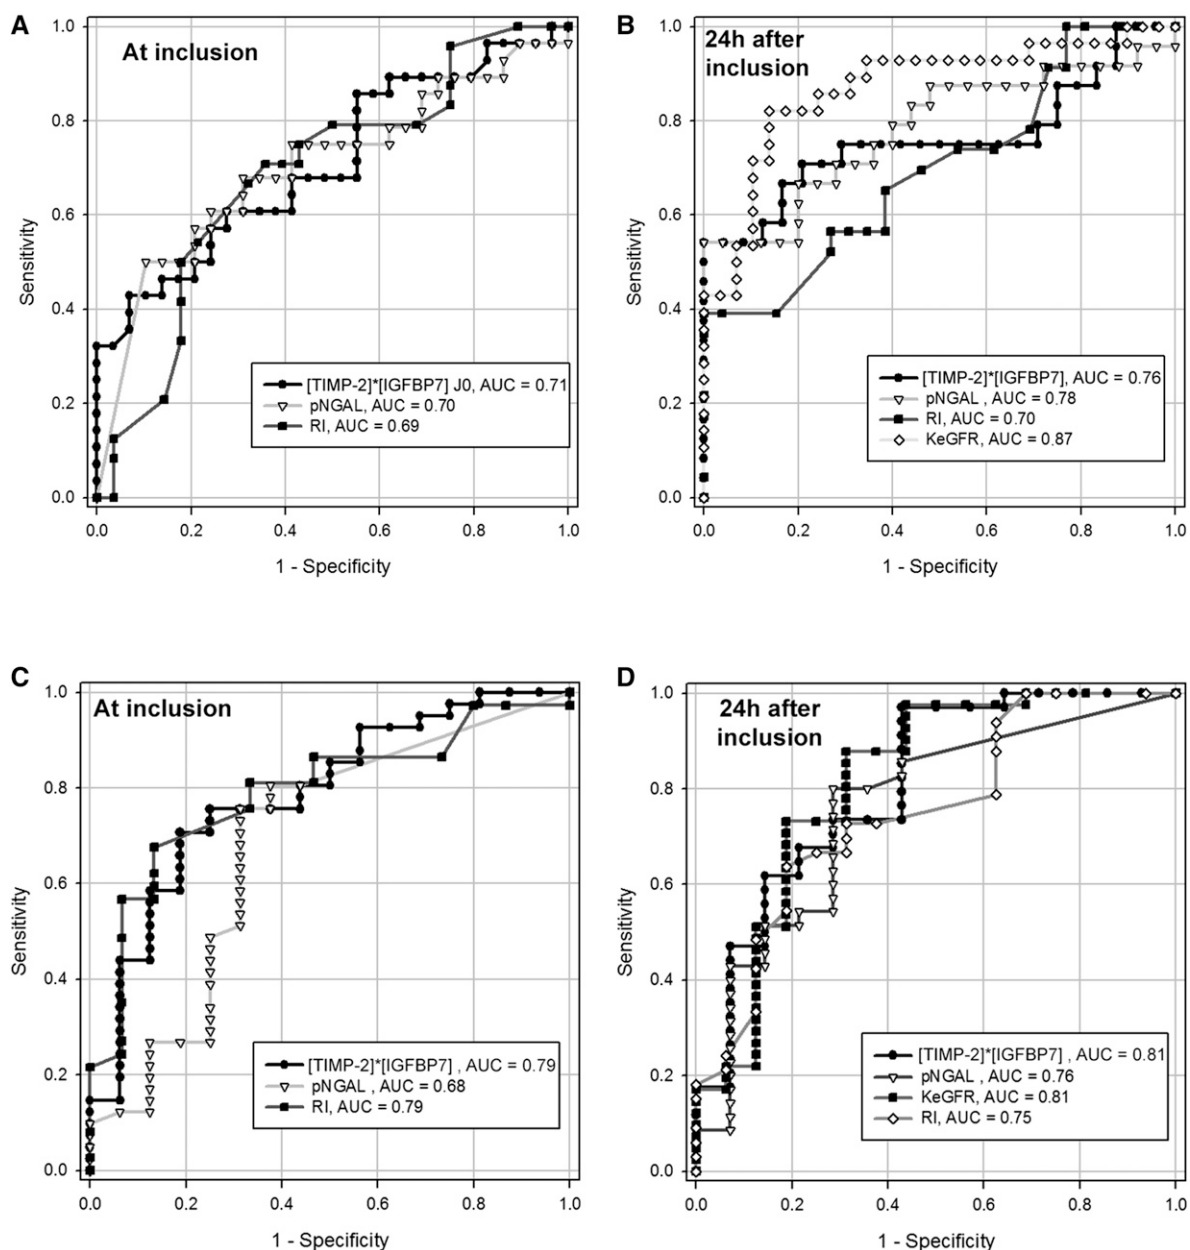 A
At inclusion
1.0
0.8
0.6
0.4
0.2
0.0
Sensitivity
[TIMP-2]*[IGFBP7] J0, AUC = 0.71
pNGAL, AUC = 0.70
RI, AUC = 0.69
0.0 0.2 0.4 0.6 0.8 1.0
1 - Specificity
B
24h after
inclusion
1.0
0.8
0.6
0.4
0.2
0.0
Sensitivity
[TIMP-2]*[IGFBP7], AUC = 0.76
pNGAL , AUC = 0.78
RI, AUC = 0.70
KeGFR, AUC = 0.87
0.0 0.2 0.4 0.6 0.8 1.0
1 - Specificity
C
At inclusion
1.0
0.8
0.6
0.4
0.2
0.0
Sensitivity
[TIMP-2]*[IGFBP7] , AUC = 0.79
pNGAL , AUC = 0.68
RI, AUC = 0.79
0.0 0.2 0.4 0.6 0.8 1.0
1 - Specificity
D
24h after
inclusion
1.0
0.8
0.6
0.4
0.2
0.0
Sensitivity
[TIMP-2]*[IGFBP7] , AUC = 0.81
pNGAL , AUC = 0.76
KeGFR, AUC = 0.81
RI, AUC = 0.75
0.0 0.2 0.4 0.6 0.8 1.0
1 - Specificity